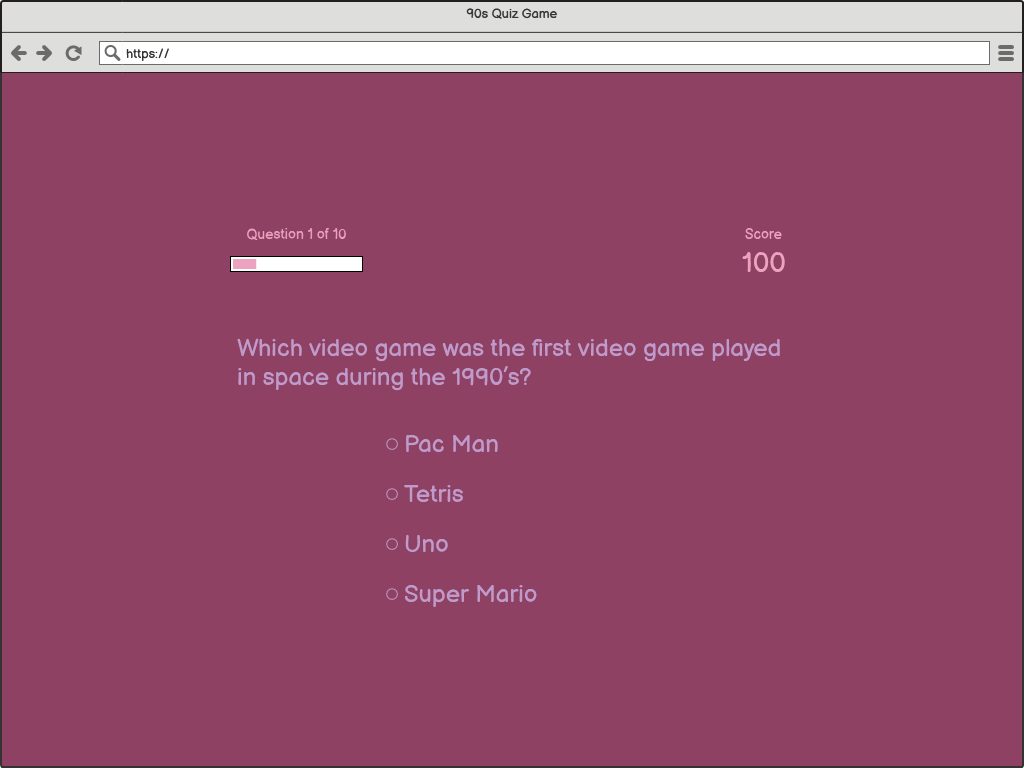 90s Quiz Game
https://
Question 1 of 10
Score
100
Which video game was the first video game played
in space during the 1990's?
Pac Man
Tetris
Uno
Super Mario